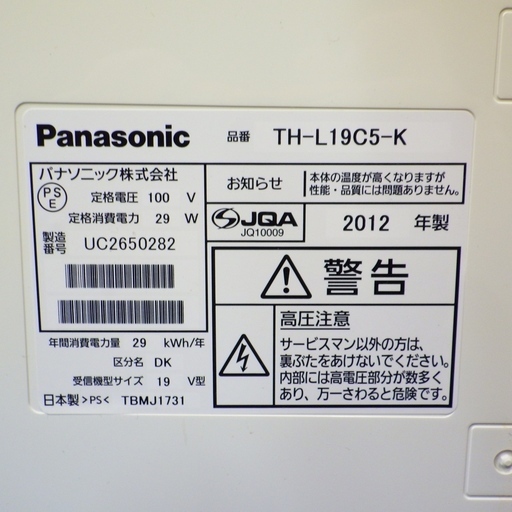 Panasonic 品番 TH-L19C5-K
パナソニック株式会社
PS
E
定格電圧 100 V
定格消費電力 29 W
製造
番号 UC2650282
お知らせ
本体の温度が高くなりますが
性能・品質には問題ありません。
JQA
JQ10009
2012 年製
警告
高圧注意
サービスマン以外の方は、
裏ぶたをあけないでください。
内部には高電圧部分が数多く
あり、万一さわると危険です。
年間消費電力量 29 kWh/年
区分名 DK
受信機型サイズ 19 V型
日本製 >PS< TBMJ1731